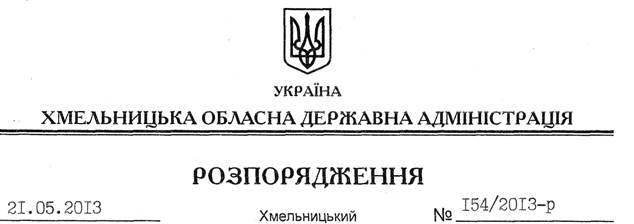 УКРАЇНА
ХМЕЛЬНИЦЬКА ОБЛАСНА ДЕРЖАВНА АДМІНІСТРАЦІЯ
РОЗПОРЯДЖЕННЯ
21.05.2013 Хмельницький № 154/2013-р